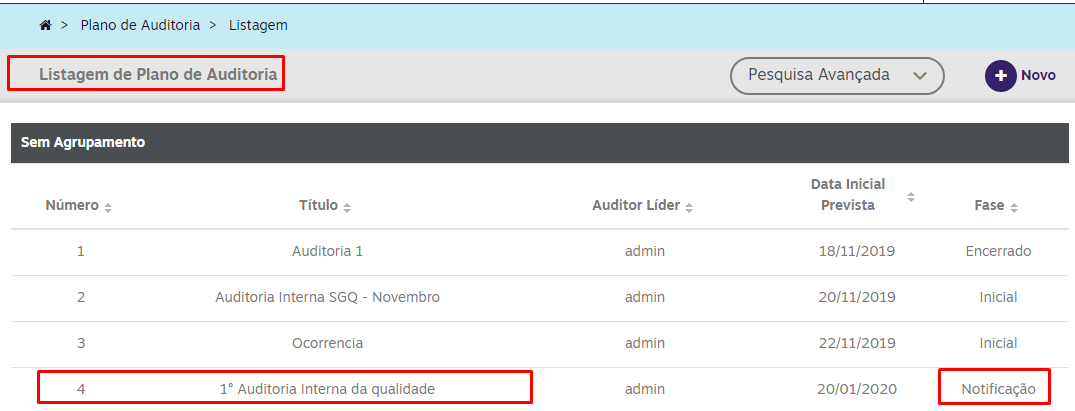 > Plano de Auditoria > Listagem
Listagem de Plano de Auditoria Pesquisa Avançada + Novo
Sem Agrupamento
Número Título Auditor Líder Data Inicial Prevista Fase
1 Auditoria 1 admin 18/11/2019 Encerrado
2 Auditoria Interna SGQ - Novembro admin 20/11/2019 Inicial
3 Ocorrencia admin 22/11/2019 Inicial
4 1° Auditoria Interna da qualidade admin 20/01/2020 Notificação